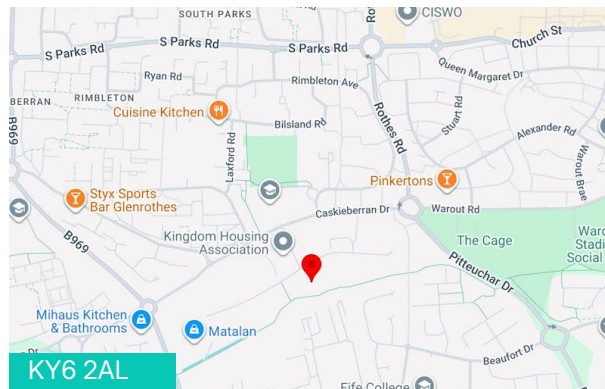 SOUTH PARKS
CISWO
S Parks Rd
S Parks Rd
Church St
Ryan Rd
Rimbleton Ave
Queen Margaret Dr
BERRAN
RIMBLETON
B969
Cuisine Kitchen
Bilsland Rd
Rothes Rd
Stuart Rd
Alexander Rd
Warout Brae
Laxford Rd
Pinkertons
Styx Sports
Bar Glenrothes
Caskieberran Dr
Warout Rd
B969
Kingdom Housing
Association
The Cage
Stadi
Social
Pitteuchar Dr
Mihaus Kitchen
& Bathrooms
Matalan
Beaufort Dr
KY6 2AL
Fife College